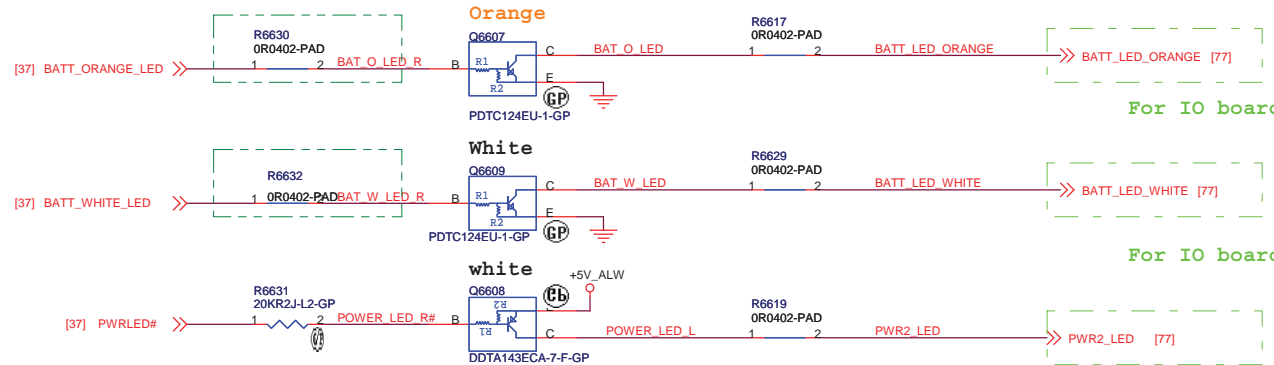 Orange
R6630
0R0402-PAD
Q6607
R6617
0R0402-PAD
[37] BATT_ORANGE_LED
1 2 BAT_O_LED_R B
R1
R2
C BAT_O_LED 1 2 BATT_LED_ORANGE
BATT_LED_ORANGE [77]
E
GP
PDTC124EU-1-GP
For IO board
White
R6632
0R0402-PAD
Q6609
R6629
0R0402-PAD
[37] BATT_WHITE_LED
1 2 BAT_W_LED_R B
R1
R2
C BAT_W_LED 1 2 BATT_LED_WHITE
BATT_LED_WHITE [77]
E
GP
PDTC124EU-1-GP
For IO board
white
+5V_ALW
R6631
20KR2J-L2-GP
Q6608
R6619
0R0402-PAD
[37] PWRLED#
1 2 POWER_LED_R# B
R2
R1
E
C POWER_LED_L 1 2 PWR2_LED
PWR2_LED [77]
DDTA143ECA-7-F-GP